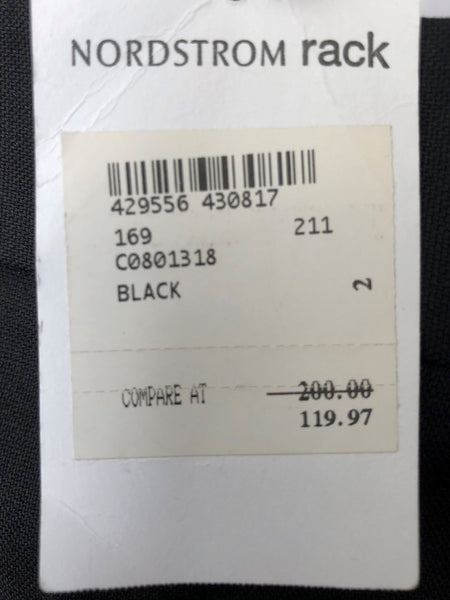 NORDSTROM rack
429556 430817
169 211
C0801318
BLACK 2
COMPARE AT 200.00
119.97